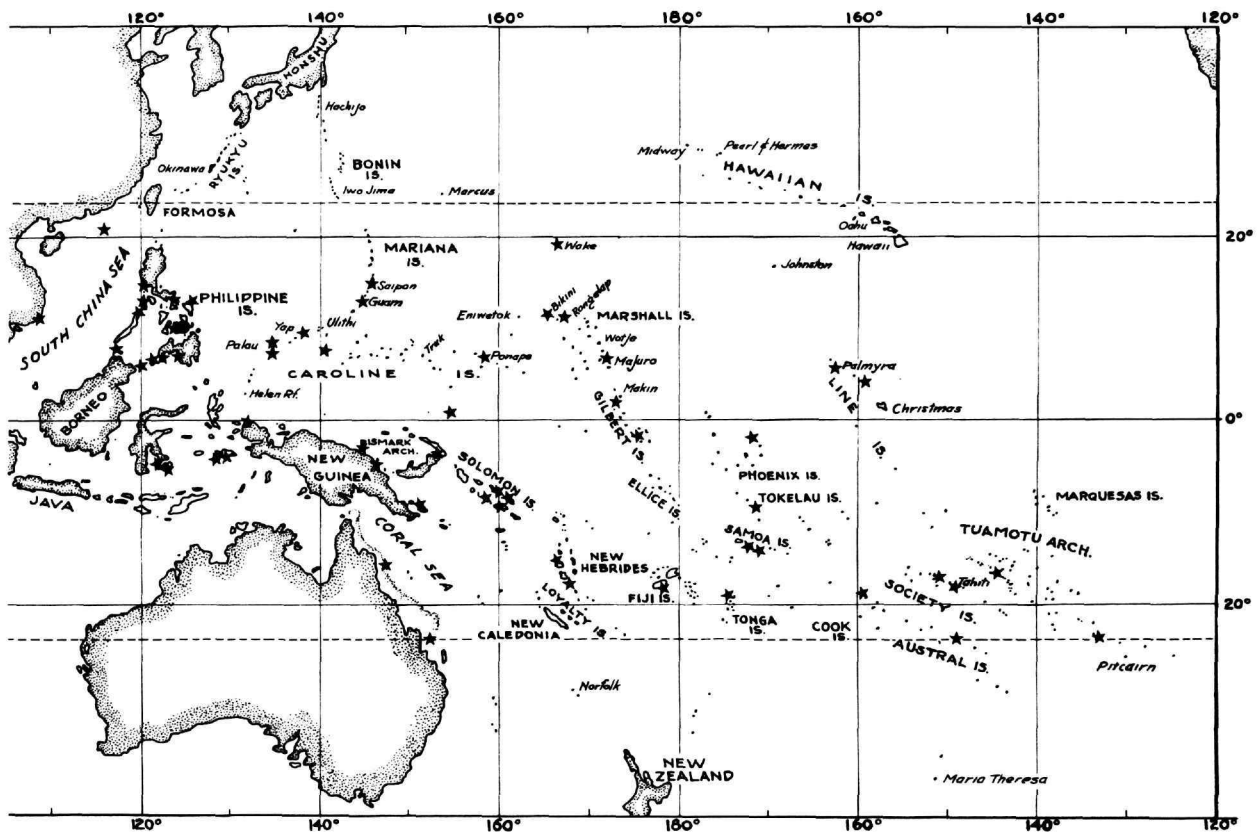 120° 140° 160° 180° 160° 140° 120°
HONSHU
Hachijo
Okinawa
RYUKYU IS.
BONIN IS.
Iwo Jima
Marcus
Midway
Pearl & Hermes
HAWAIIAN IS.
FORMOSA
Oahu
Hawaii
20°
20°
MARIANA IS.
Wake
Johnston
SOUTH CHINA SEA
Saipan
Guam
PHILIPPINE IS.
Bikini
Rongelap
Eniwetok
MARSHALL IS.
Yap
Ulithi
Wotje
Palau
Truk
Ponape
Majuro
Palmyra
CAROLINE IS.
Makin
LINE IS
Christmas
Helen Rf.
BORNEO
GILBERT IS.
0°
0°
BISMARK ARCH.
NEW GUINEA
SOLOMON IS.
PHOENIX IS.
JAVA
ELLICE IS.
TOKELAU IS.
MARQUESAS IS.
CORAL SEA
SAMOA IS.
TUAMOTU ARCH.
NEW HEBRIDES
Tahiti
FIJI IS.
SOCIETY IS.
LOYALTY IS.
20°
20°
NEW CALEDONIA
TONGA IS.
COOK IS.
AUSTRAL IS.
Pitcairn
Norfolk
NEW ZEALAND
Maria Theresa
120° 140° 160° 180° 160° 140° 120°